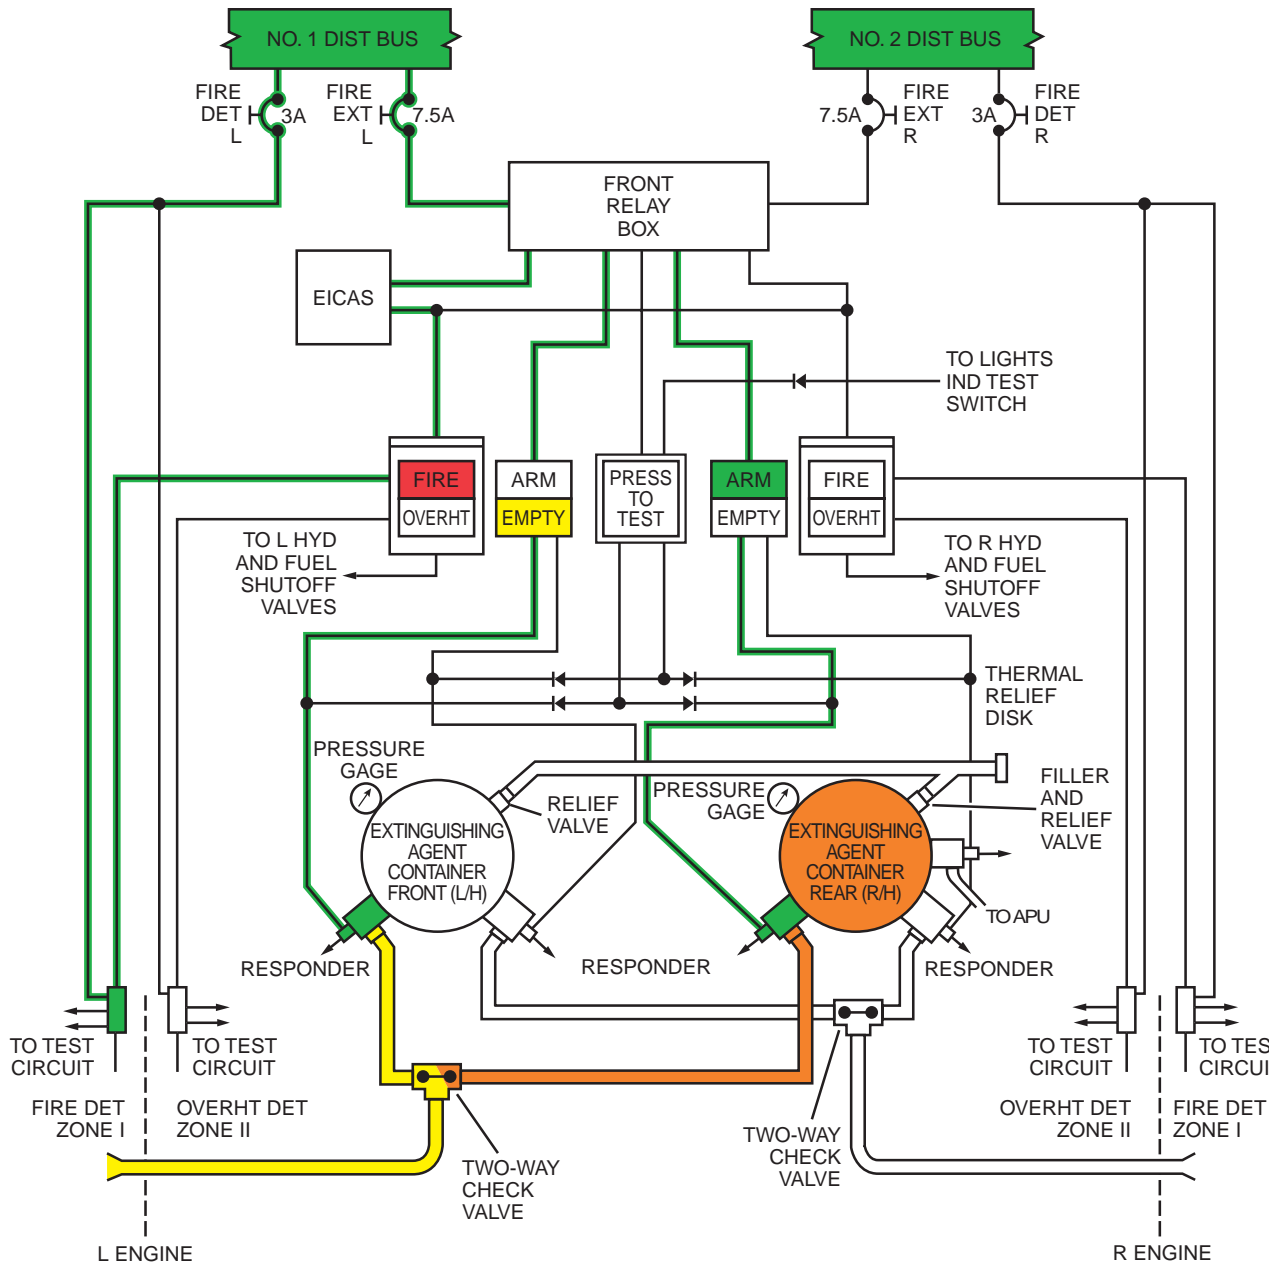 NO. 1 DIST BUS
NO. 2 DIST BUS
FIRE
DET
L
3A
FIRE
EXT
L
7.5A
7.5A
FIRE
EXT
R
3A
FIRE
DET
R
FRONT
RELAY
BOX
EICAS
TO LIGHTS
IND TEST
SWITCH
FIRE
OVERHT
ARM
EMPTY
PRESS
TO
TEST
ARM
EMPTY
FIRE
OVERHT
TO L HYD
AND FUEL
SHUTOFF
VALVES
TO R HYD
AND FUEL
SHUTOFF
VALVES
THERMAL
RELIEF
DISK
PRESSURE
GAGE
RELIEF
VALVE
PRESSURE
GAGE
FILLER
AND
RELIEF
VALVE
EXTINGUISHING
AGENT
CONTAINER
FRONT (L/H)
EXTINGUISHING
AGENT
CONTAINER
REAR (R/H)
TO APU
RESPONDER
RESPONDER
RESPONDER
TO TEST
CIRCUIT
TO TEST
CIRCUIT
TO TEST
CIRCUIT
TO TES
CIRCUI
FIRE DET
ZONE I
OVERHT DET
ZONE II
OVERHT DET
ZONE II
FIRE DET
ZONE I
TWO-WAY
CHECK
VALVE
TWO-WAY
CHECK
VALVE
L ENGINE
R ENGINE